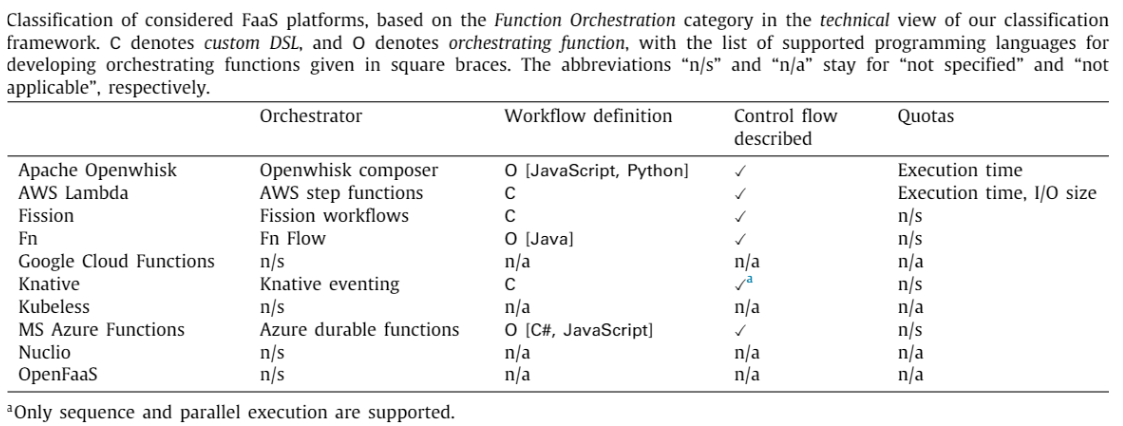 Classification of considered FaaS platforms, based on the Function Orchestration category in the technical view of our classification
framework. C denotes custom DSL, and O denotes orchestrating function, with the list of supported programming languages for
developing orchestrating functions given in square braces. The abbreviations “n/s” and “n/a” stay for “not specified” and “not
applicable”, respectively.
Orchestrator Workflow definition Control flow Quotas
described
Apache Openwhisk Openwhisk composer O [JavaScript, Python] ✓ Execution time
AWS Lambda AWS step functions C ✓ Execution time, I/O size
Fission Fission workflows C ✓ n/s
Fn Fn Flow O [Java] ✓ n/s
Google Cloud Functions n/s n/a n/a n/a
Knative Knative eventing C ✓a n/s
Kubeless n/s n/a n/a n/a
MS Azure Functions Azure durable functions O [C#, JavaScript] ✓ n/s
Nuclio n/s n/a n/a n/a
OpenFaaS n/s n/a n/a n/a
aOnly sequence and parallel execution are supported.